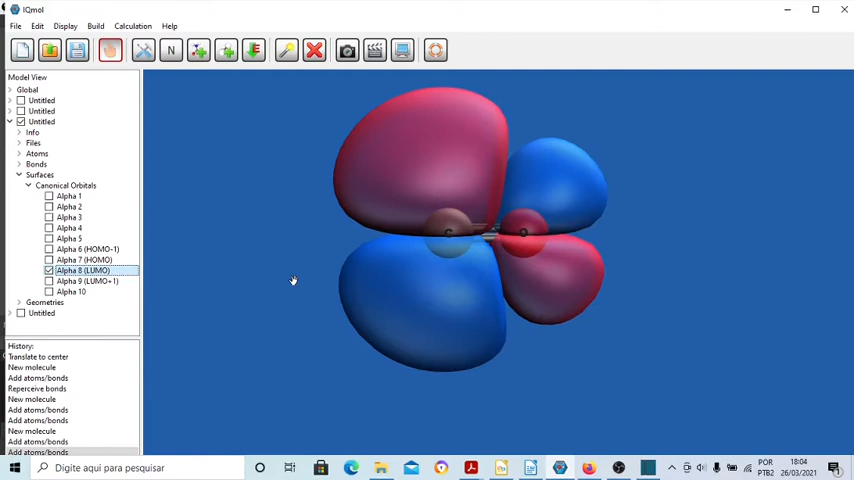 IQmol
File Edit Display Build Calculation Help
N
Model View
Global
Untitled
Untitled
Untitled
Info
Files
Atoms
Bonds
Surfaces
Canonical Orbitals
Alpha 1
Alpha 2
Alpha 3
Alpha 4
Alpha 5
Alpha 6 (HOMO-1)
Alpha 7 (HOMO)
Alpha 8 (LUMO)
Alpha 9 (LUMO+1)
Alpha 10
Geometries
Untitled
C
History:
Translate to center
New molecule
Add atoms/bonds
Reperceive bonds
New molecule
Add atoms/bonds
Add atoms/bonds
New molecule
Add atoms/bonds
Add atoms/bonds
Digite aqui para pesquisar
POR
PTB2
18:04
26/03/2021